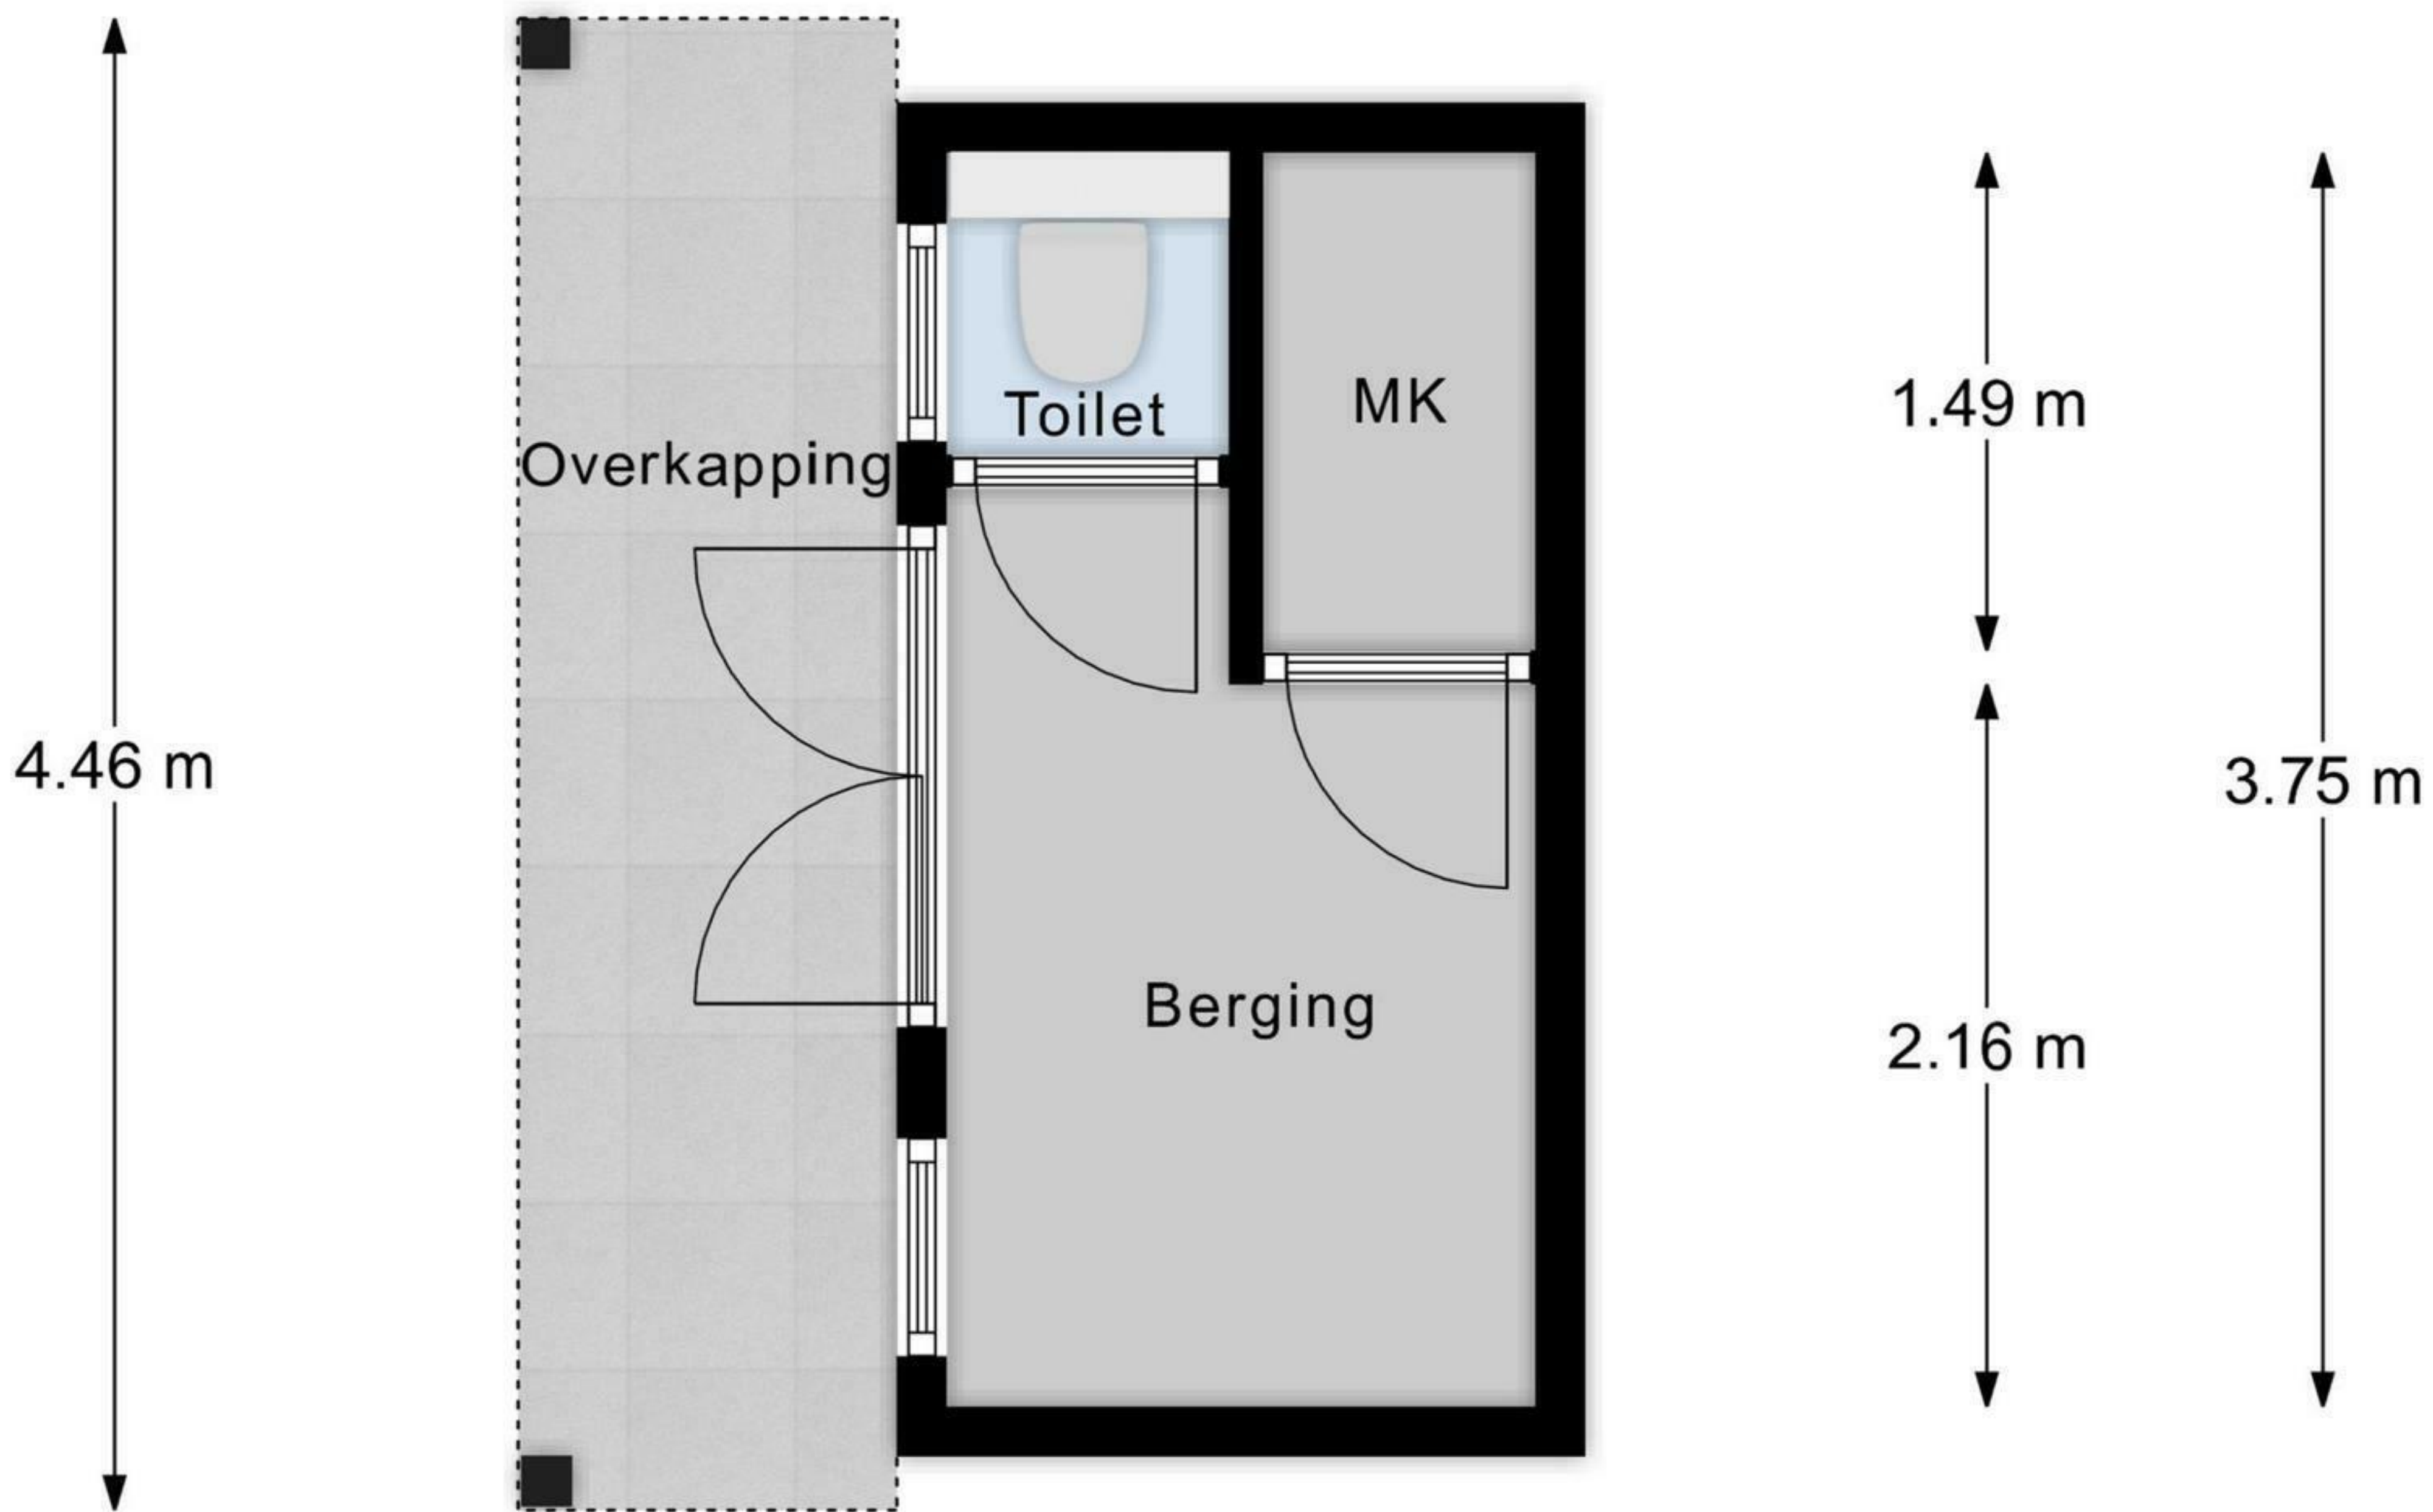 Toilet
MK
1.49 m
Overkapping
4.46 m
3.75 m
Berging
2.16 m